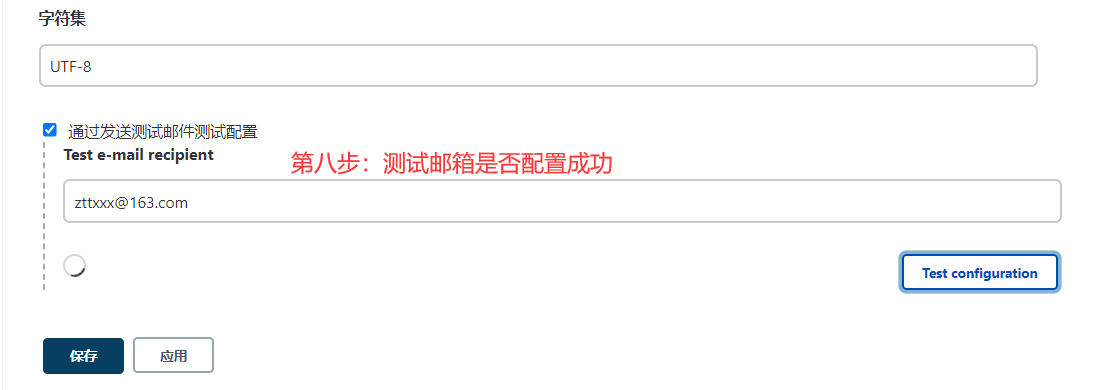 字符集
UTF-8
通过发送测试邮件测试配置
Test e-mail recipient
第八步：测试邮箱是否配置成功
zttxxx@163.com
Test configuration
保存
应用